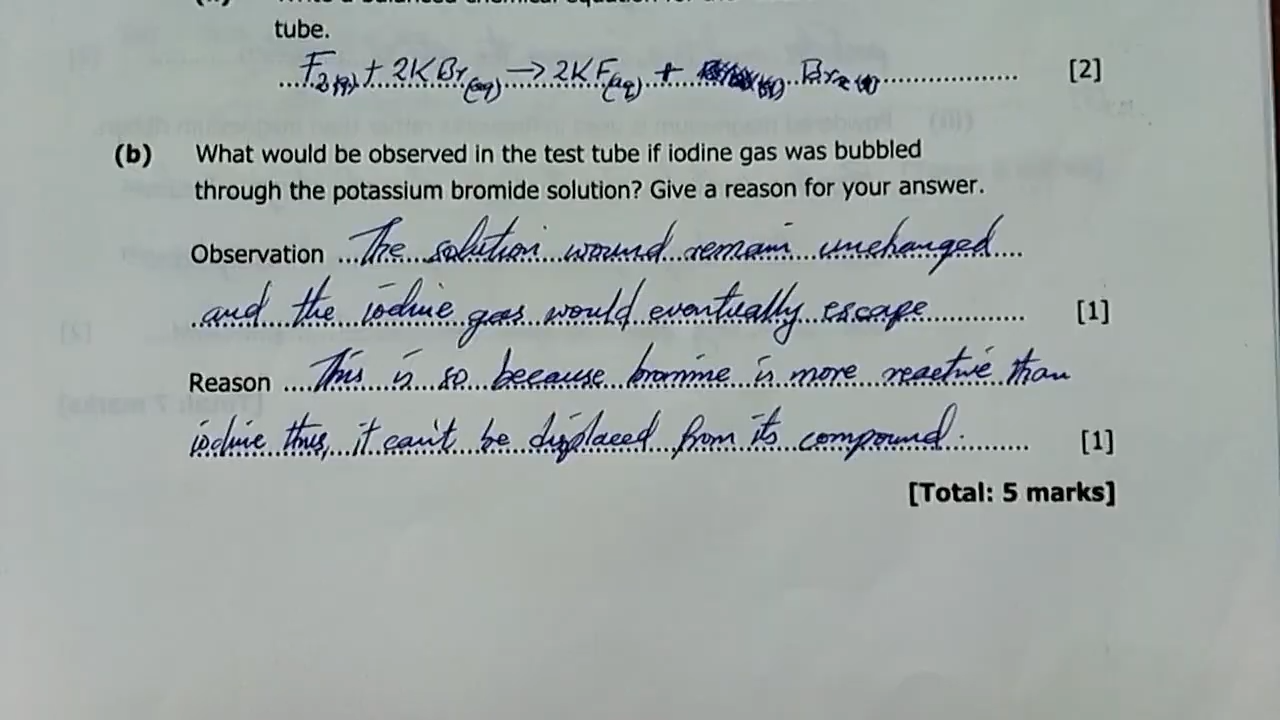 tube.
F2(g) + 2KBr(aq) → 2KF(aq) + Br2(l) [2]
(b) What would be observed in the test tube if iodine gas was bubbled
through the potassium bromide solution? Give a reason for your answer.
Observation ...The solution would remain unchanged
and the iodine gas would eventually escape [1]
Reason ....This is so because bromine is more reactive than
iodine thus, it can't be displaced from its compound. [1]
[Total: 5 marks]